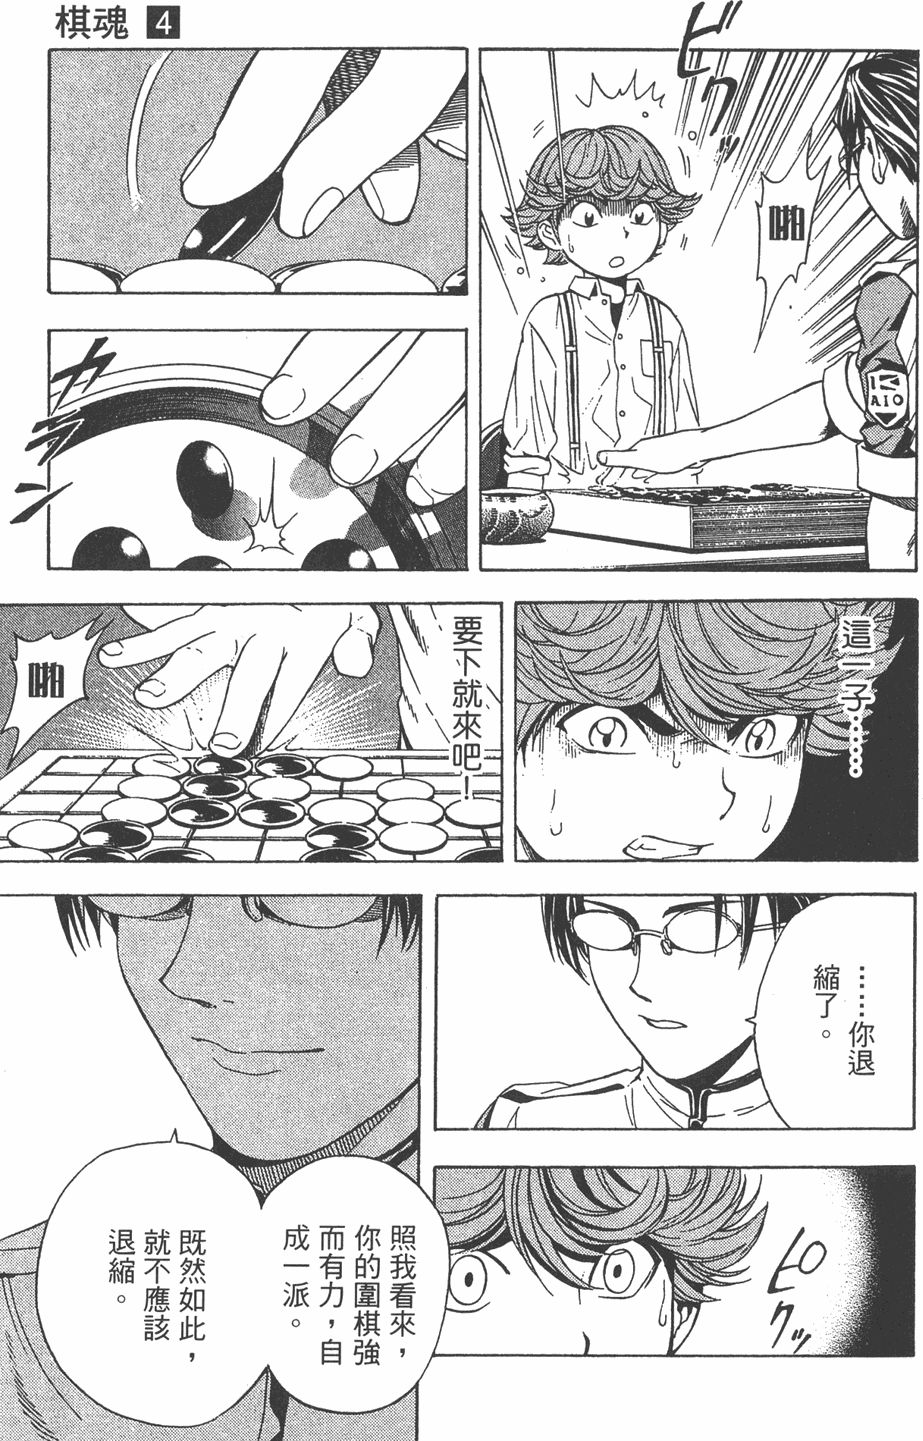 棋魂 4
ビクッ
啪
KAIO
ガラン
這一子……
要下就來吧！
啪
……你退
縮了。
ピクッ
照我看來，
你的圍棋強
而有力，自
成一派。
既然如此，
就不應該
退縮。